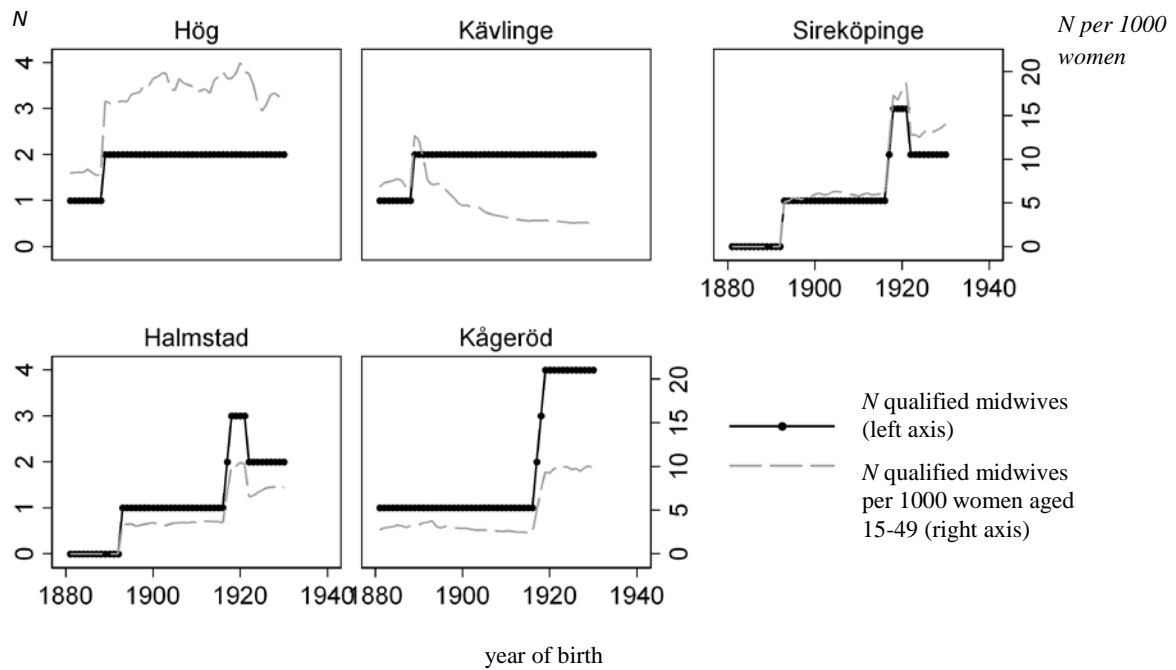 N
Hög
Kävlinge
Sireköpinge
N per 1000
women
4
3
2
1
0
20
15
10
5
0
1880 1900 1920 1940
Halmstad
Kågeröd
4
3
2
1
0
20
15
10
5
0
1880 1900 1920 1940
1880 1900 1920 1940
N qualified midwives
(left axis)
N qualified midwives
per 1000 women aged
15-49 (right axis)
year of birth